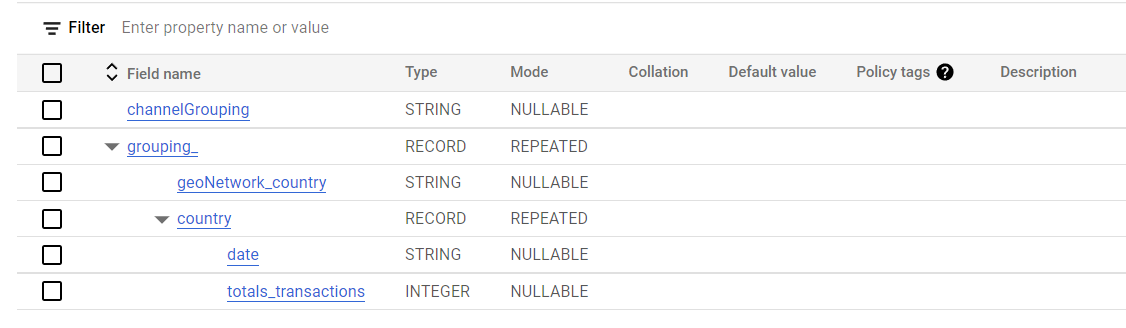 Filter Enter property name or value
Field name Type Mode Collation Default value Policy tags ? Description
channelGrouping STRING NULLABLE
grouping_ RECORD REPEATED
geoNetwork_country STRING NULLABLE
country RECORD REPEATED
date STRING NULLABLE
totals_transactions INTEGER NULLABLE